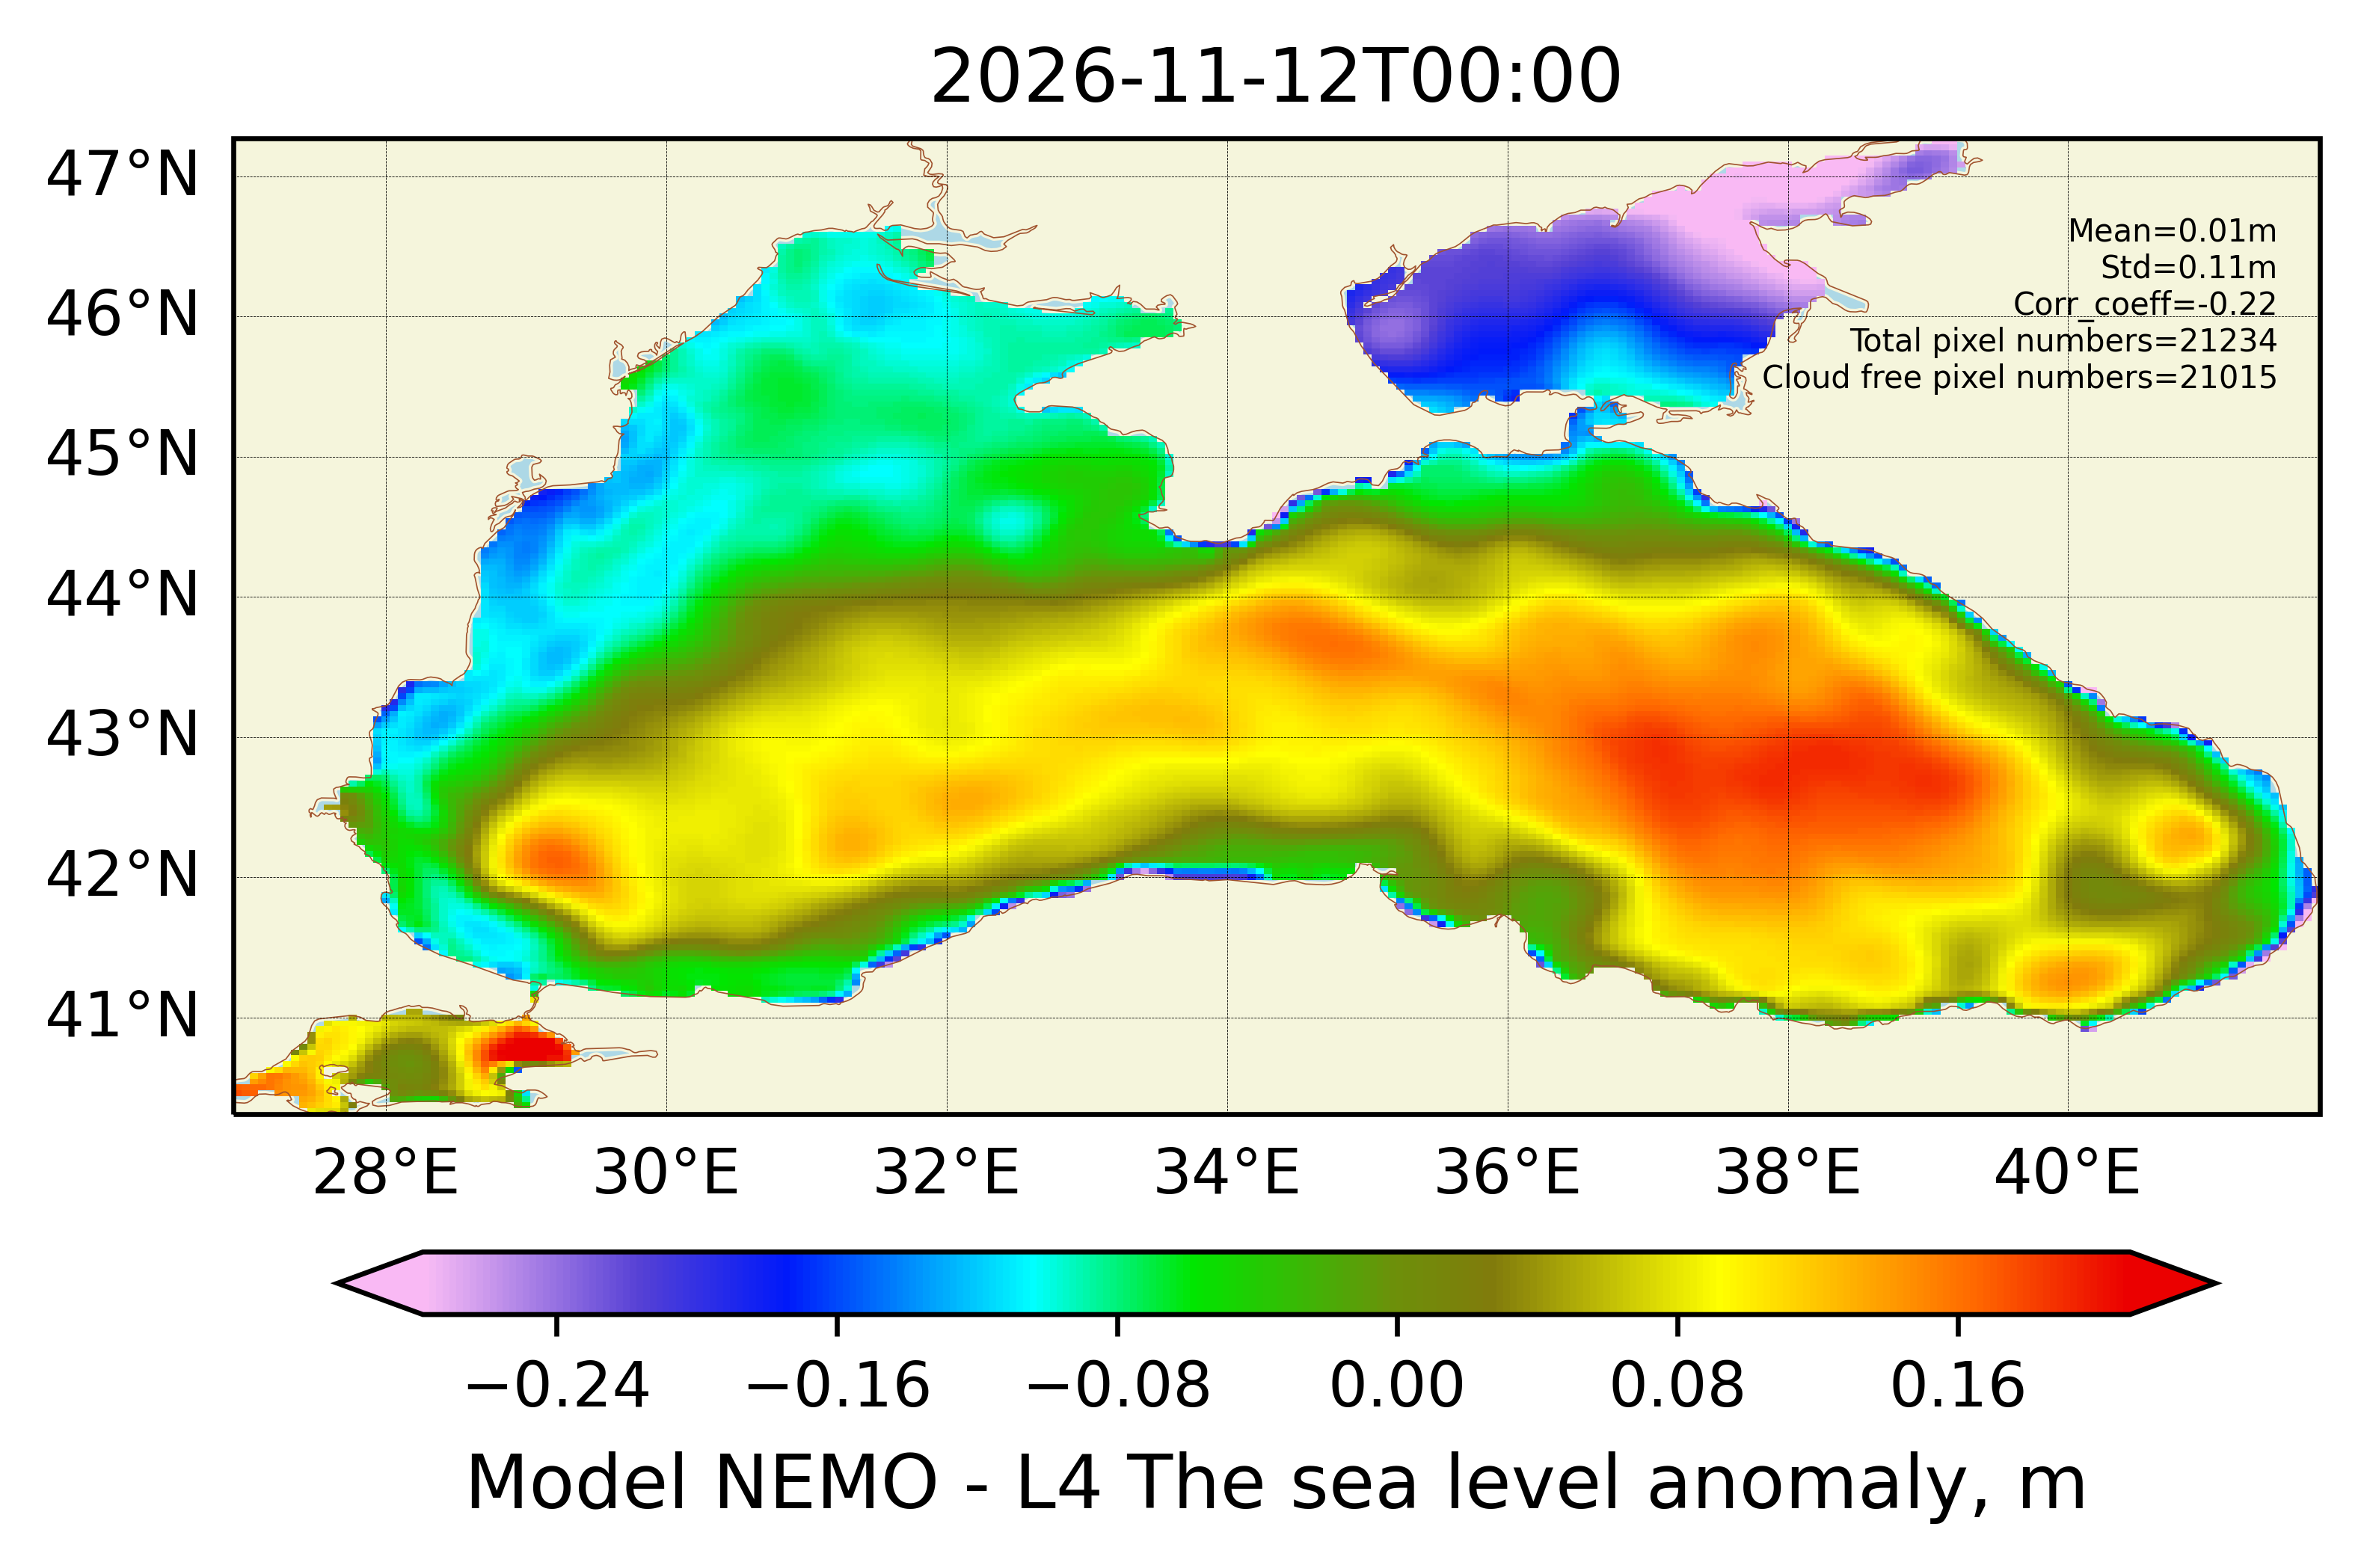 2026-11-12T00:00
47°N
46°N
45°N
44°N
43°N
42°N
41°N
Mean=0.01m
Std=0.11m
Corr_coeff=-0.22
Total pixel numbers=21234
Cloud free pixel numbers=21015
28°E 30°E 32°E 34°E 36°E 38°E 40°E
−0.24 −0.16 −0.08 0.00 0.08 0.16
Model NEMO - L4 The sea level anomaly, m